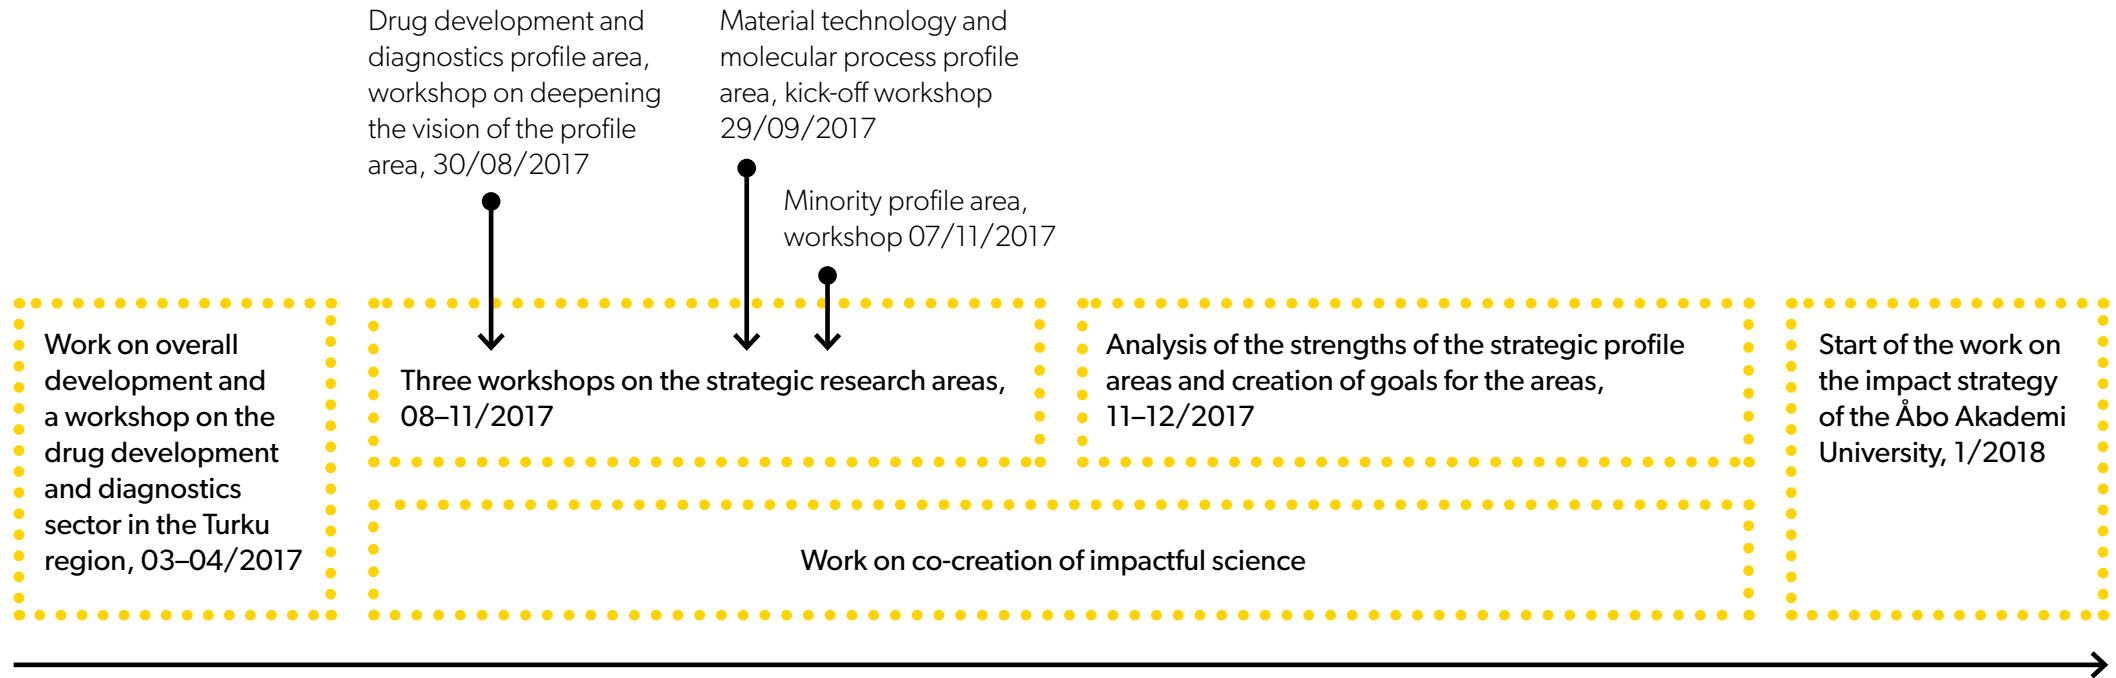 Drug development and
diagnostics profile area,
workshop on deepening
the vision of the profile
area, 30/08/2017
Material technology and
molecular process profile
area, kick-off workshop
29/09/2017
Minority profile area,
workshop 07/11/2017
Work on overall
development and
a workshop on the
drug development
and diagnostics
sector in the Turku
region, 03–04/2017
Three workshops on the strategic research areas,
08–11/2017
Analysis of the strengths of the strategic profile
areas and creation of goals for the areas,
11–12/2017
Start of the work on
the impact strategy
of the Åbo Akademi
University, 1/2018
Work on co-creation of impactful science